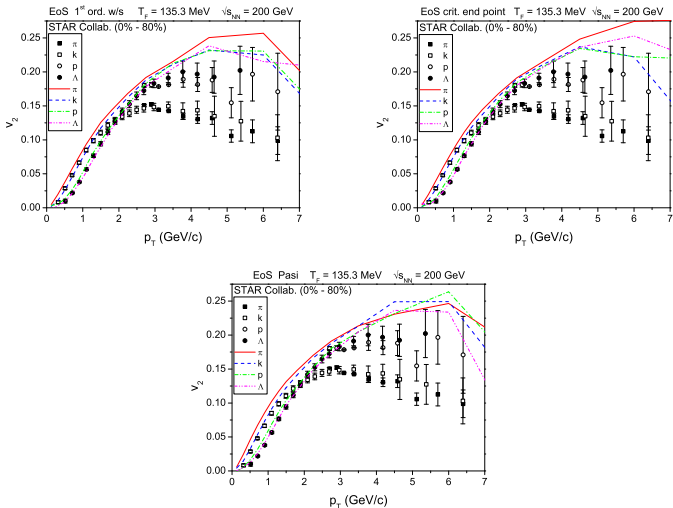 EoS 1st ord. w/s T_F = 135.3 MeV √s_NN = 200 GeV
STAR Collab. (0% - 80%)
π
k
p
Λ
π
k
p
Λ
0.25
0.20
0.15
0.10
0.05
0.00
v_2
0 1 2 3 4 5 6 7
p_T (GeV/c)
EoS crit. end point T_F = 135.3 MeV √s_NN = 200 GeV
STAR Collab. (0% - 80%)
π
k
p
Λ
π
k
p
Λ
0.25
0.20
0.15
0.10
0.05
0.00
v_2
0 1 2 3 4 5 6 7
p_T (GeV/c)
EoS Pasi T_F = 135.3 MeV √s_NN = 200 GeV
STAR Collab. (0% - 80%)
π
k
p
Λ
π
k
p
Λ
0.25
0.20
0.15
0.10
0.05
0.00
v_2
0 1 2 3 4 5 6 7
p_T (GeV/c)